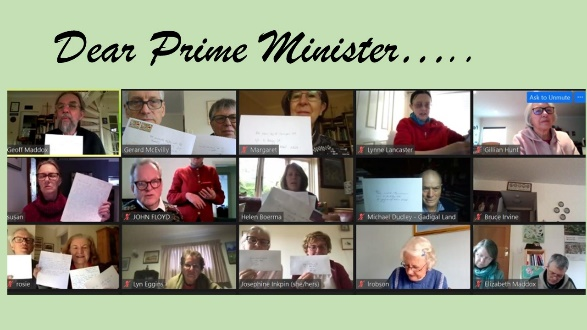 Dear Prime Minister.....
Ask to Unmute ...
Geoff Maddox
Gerard McEvilly
Margaret
Lynne Lancaster
Gillian Hunt
susan
JOHN FLOYD
Helen Boerma
Michael Dudley - Gadigal Land
Bruce Irvine
rosie
Lyn Eggins
Josephine Inkpin (she/hers)
lrobson
Elizabeth Maddox